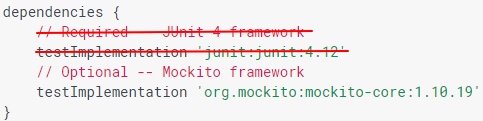 dependencies {
// Required -- JUnit 4 framework
testImplementation 'junit:junit:4.12'
// Optional -- Mockito framework
testImplementation 'org.mockito:mockito-core:1.10.19'
}